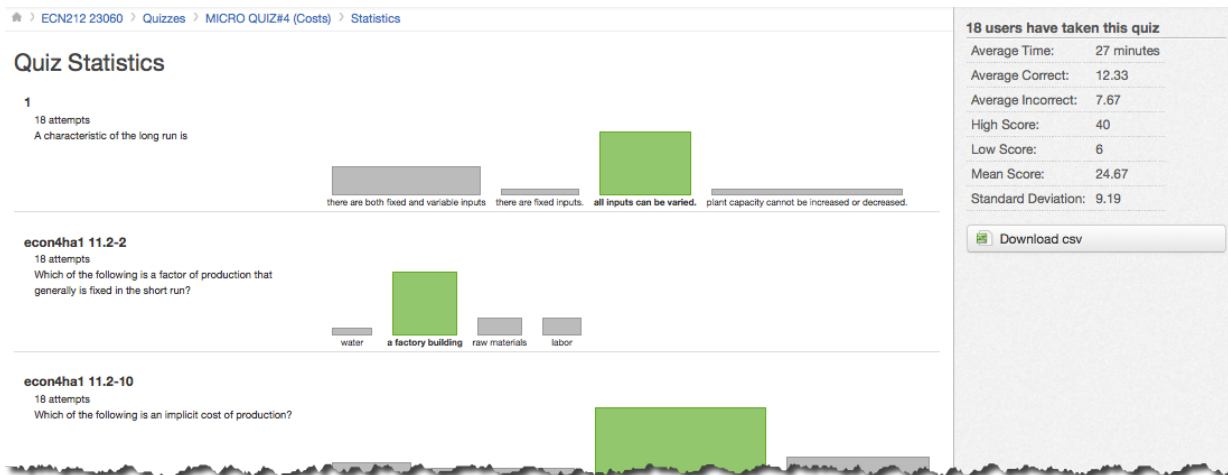 ECN212 23060 > Quizzes > MICRO QUIZ#4 (Costs) > Statistics
Quiz Statistics
1
18 attempts
A characteristic of the long run is
there are both fixed and variable inputs there are fixed inputs. all inputs can be varied. plant capacity cannot be increased or decreased.
econ4ha1 11.2-2
18 attempts
Which of the following is a factor of production that
generally is fixed in the short run?
water a factory building raw materials labor
econ4ha1 11.2-10
18 attempts
Which of the following is an implicit cost of production?
18 users have taken this quiz
Average Time: 27 minutes
Average Correct: 12.33
Average Incorrect: 7.67
High Score: 40
Low Score: 6
Mean Score: 24.67
Standard Deviation: 9.19
Download csv